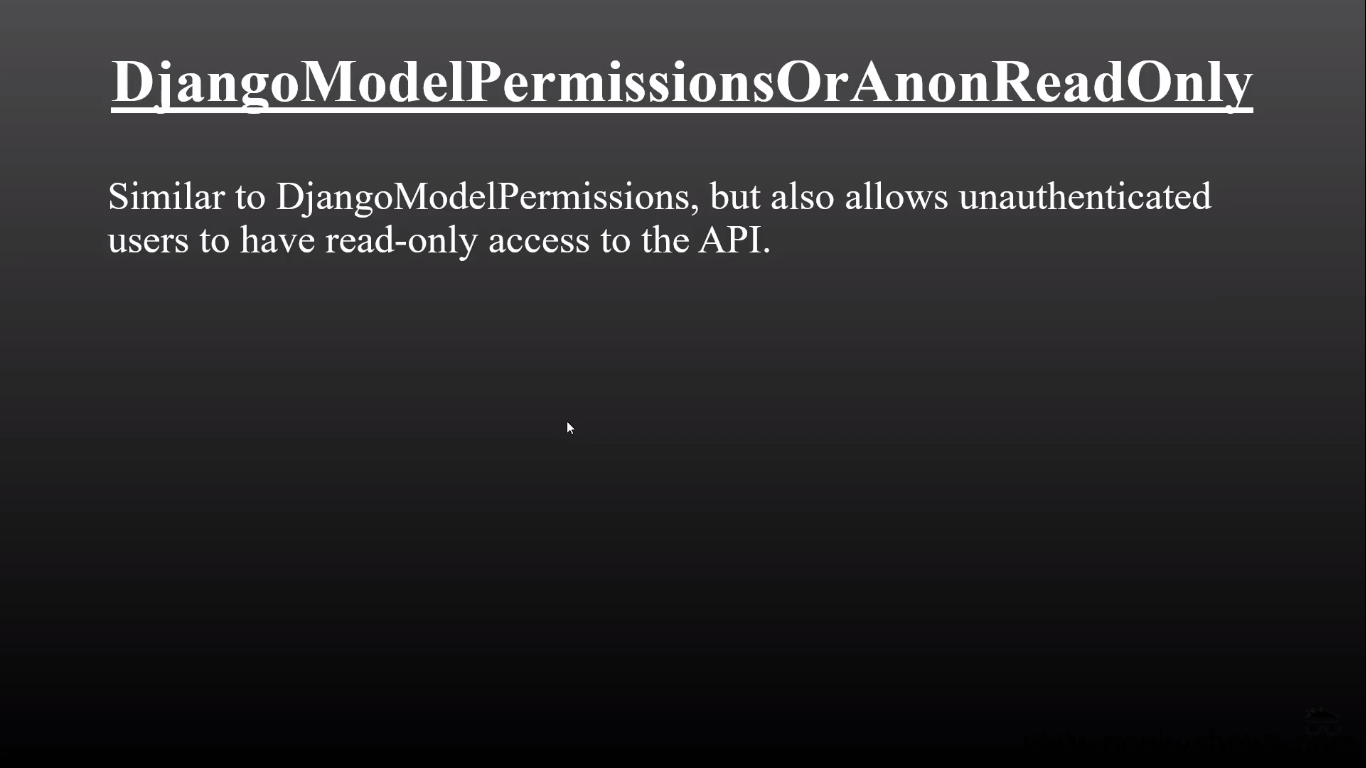 DjangoModelPermissionsOrAnonReadOnly
Similar to DjangoModelPermissions, but also allows unauthenticated
users to have read-only access to the API.